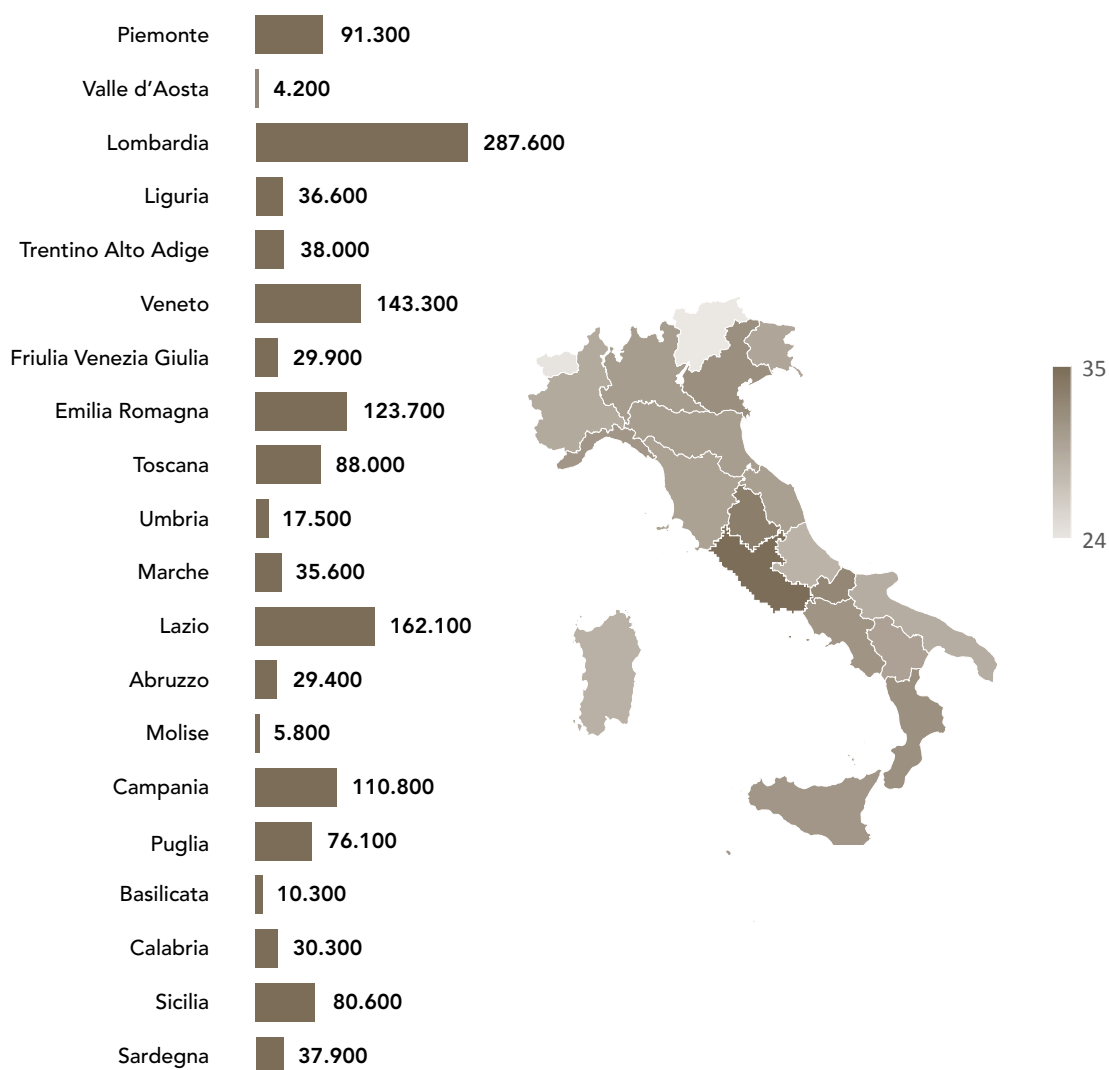 Piemonte 91.300
Valle d’Aosta 4.200
Lombardia 287.600
Liguria 36.600
Trentino Alto Adige 38.000
Veneto 143.300
Friulia Venezia Giulia 29.900
Emilia Romagna 123.700
Toscana 88.000
Umbria 17.500
Marche 35.600
Lazio 162.100
Abruzzo 29.400
Molise 5.800
Campania 110.800
Puglia 76.100
Basilicata 10.300
Calabria 30.300
Sicilia 80.600
Sardegna 37.900
35
24